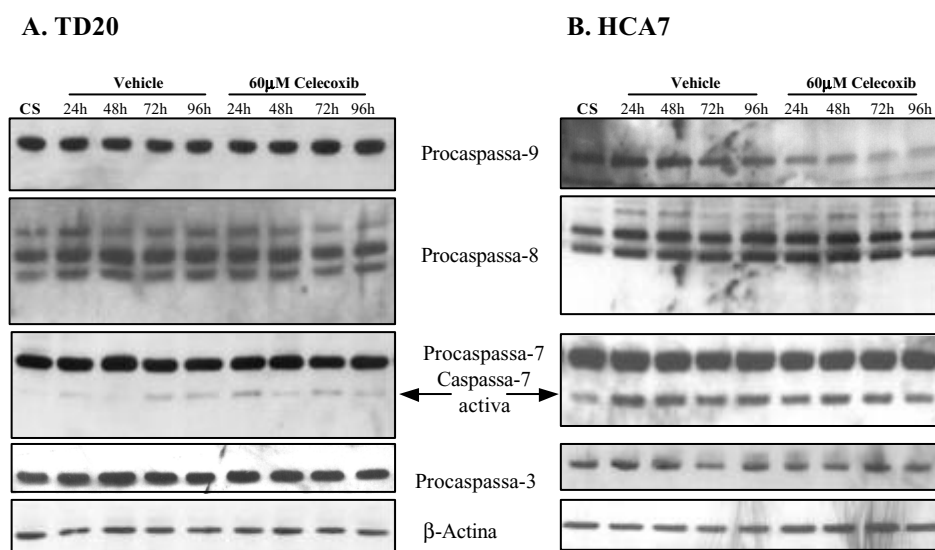 A. TD20
B. HCA7
Vehicle
60μM Celecoxib
CS 24h 48h 72h 96h 24h 48h 72h 96h
Vehicle
60μM Celecoxib
CS 24h 48h 72h 96h 24h 48h 72h 96h
Procaspassa-9
Procaspassa-8
Procaspassa-7
Caspassa-7
activa
Procaspassa-3
β-Actina